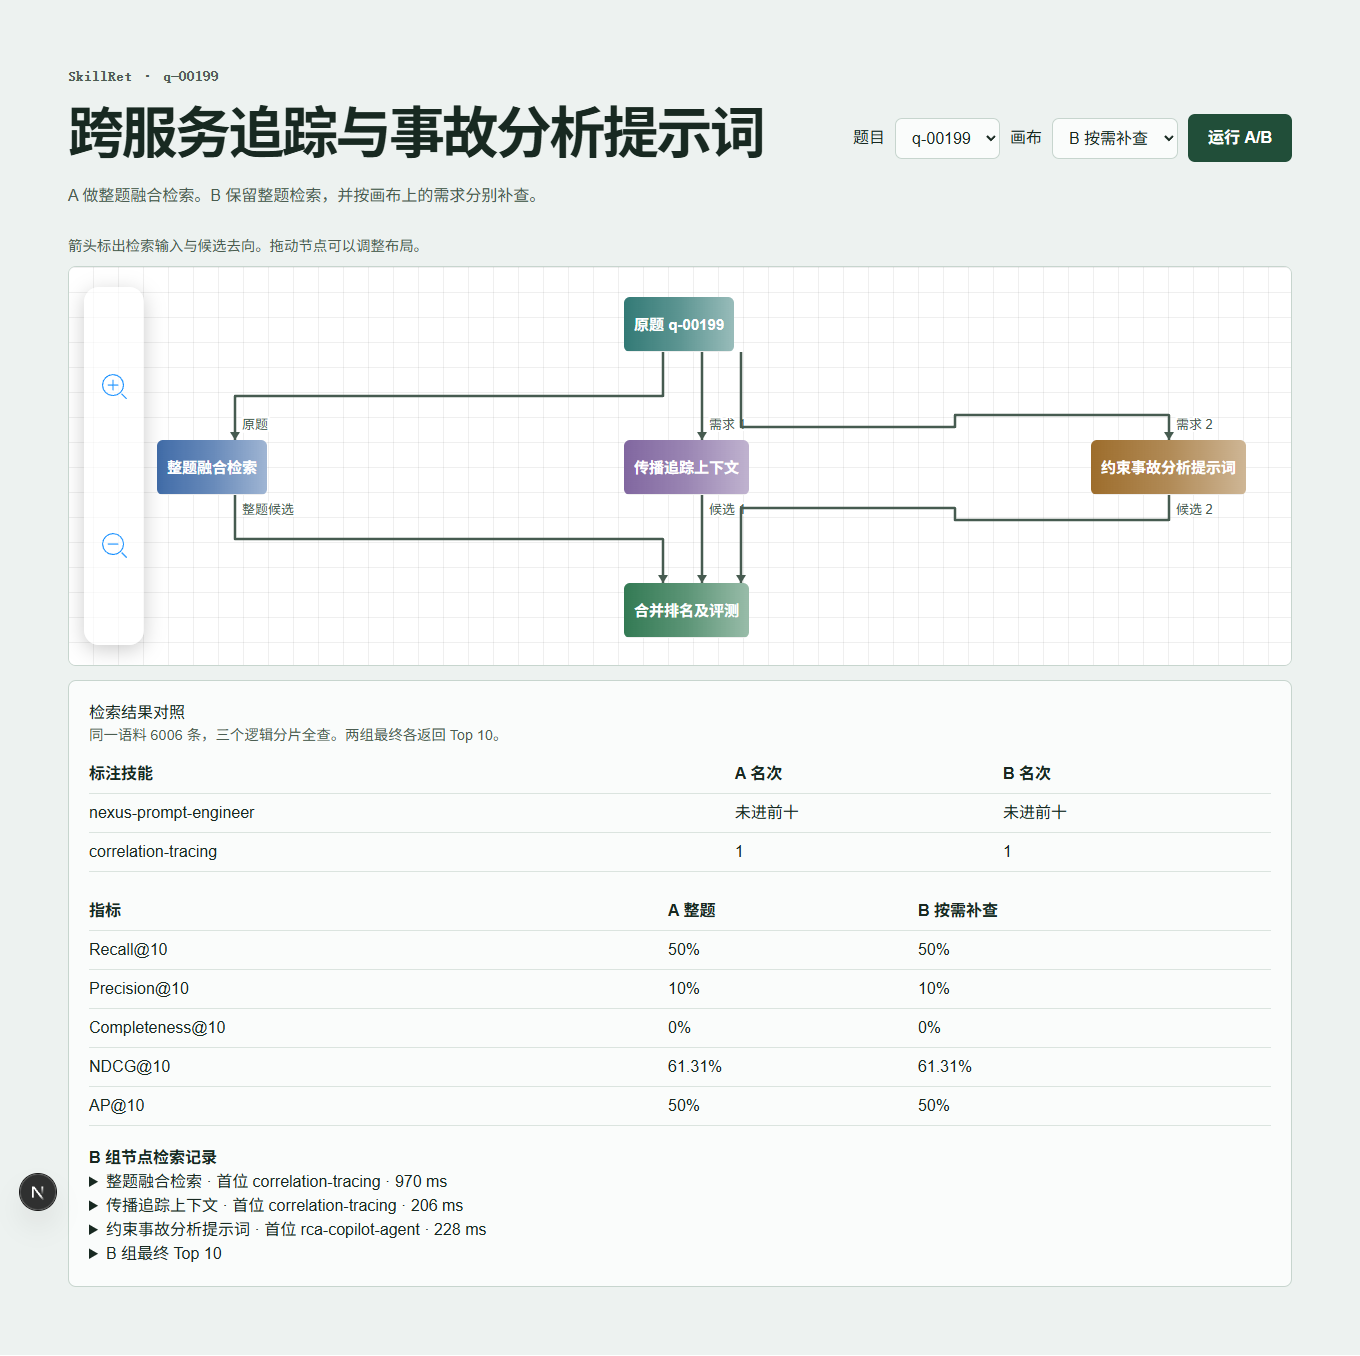 SkillRet · q-00199
跨服务追踪与事故分析提示词
题目 q-00199 画布 B 按需补查 运行 A/B
A 做整题融合检索。B 保留整题检索，并按画布上的需求分别补查。
箭头标出检索输入与候选去向。拖动节点可以调整布局。
原题 q-00199
原题 需求 需求 2
整题融合检索 传播追踪上下文 约束事故分析提示词
整题候选 候选 候选 2
合并排名及评测
检索结果对照
同一语料 6006 条，三个逻辑分片全查。两组最终各返回 Top 10。
标注技能 A 名次 B 名次
nexus-prompt-engineer 未进前十 未进前十
correlation-tracing 1 1
指标 A 整题 B 按需补查
Recall@10 50% 50%
Precision@10 10% 10%
Completeness@10 0% 0%
NDCG@10 61.31% 61.31%
AP@10 50% 50%
B 组节点检索记录
整题融合检索 · 首位 correlation-tracing · 970 ms
传播追踪上下文 · 首位 correlation-tracing · 206 ms
约束事故分析提示词 · 首位 rca-copilot-agent · 228 ms
B 组最终 Top 10
N